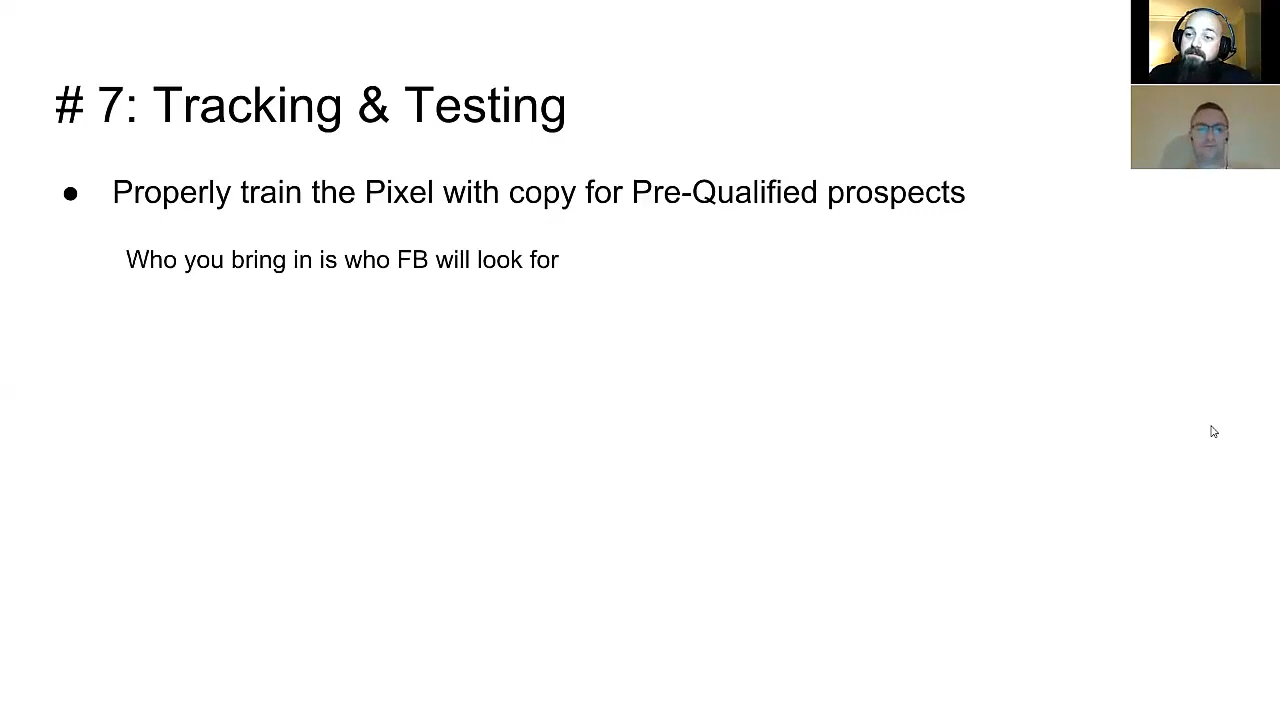 # 7: Tracking & Testing
● Properly train the Pixel with copy for Pre-Qualified prospects
Who you bring in is who FB will look for